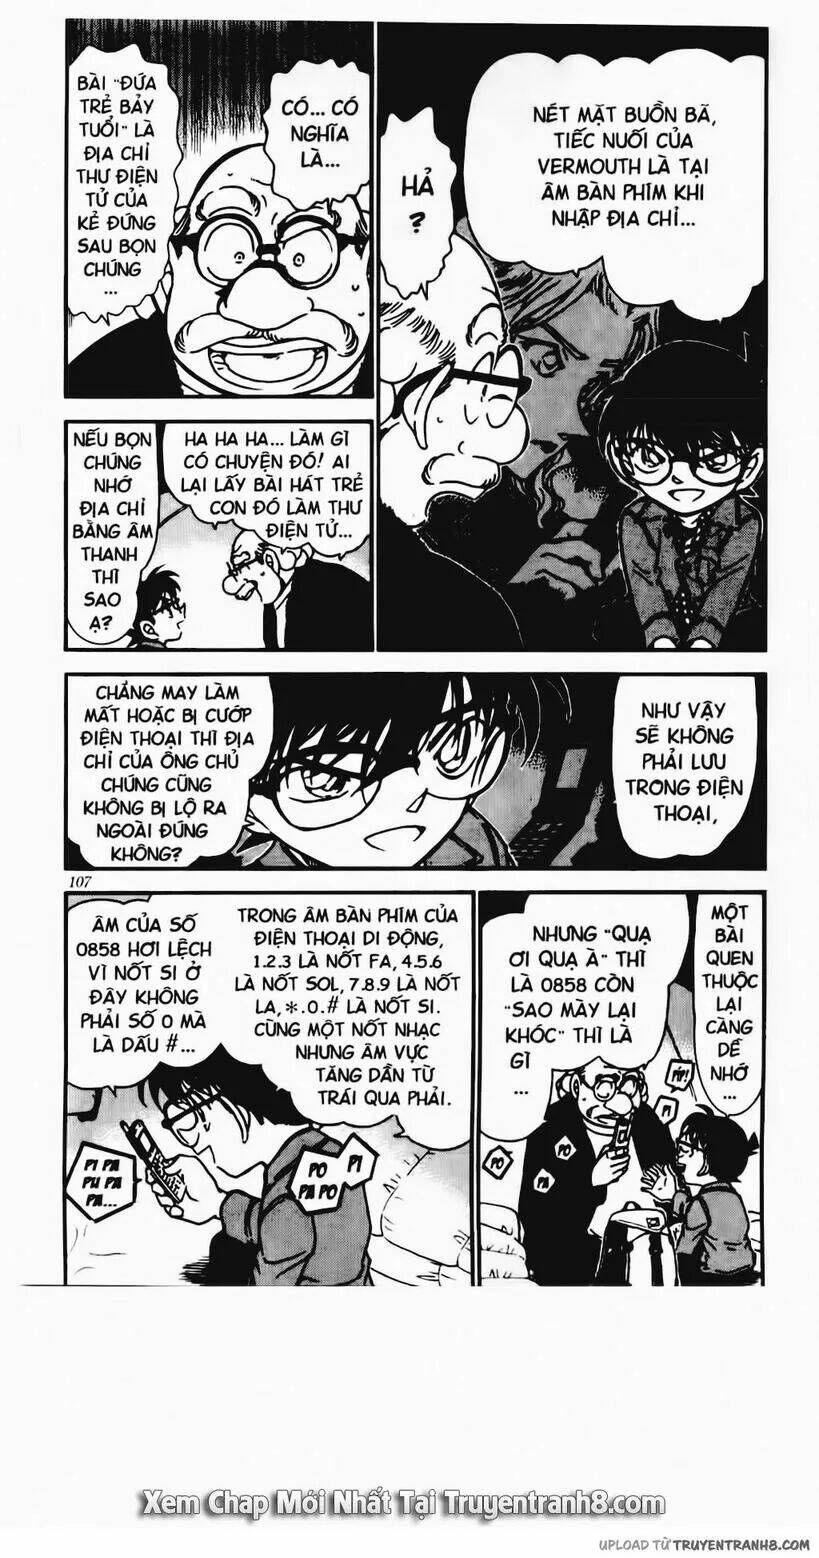 NÉT MẶT BUỒN BÃ,
TIẾC NUỐI CỦA
VERMOUTH LÀ TẠI
ÂM BÀN PHÍM KHI
NHẬP ĐỊA CHỈ...
HẢ
?
CÓ... CÓ
NGHĨA
LÀ...
BÀI "ĐỨA
TRẺ BẢY
TUỔI" LÀ
ĐỊA CHỈ
THƯ ĐIỆN
TỬ CỦA
KẺ ĐỨNG
SAU BỌN
CHÚNG
...
HA HA HA... LÀM GÌ
CÓ CHUYỆN ĐÓ! AI
LẠI LẤY BÀI HÁT TRẺ
CON ĐÓ LÀM THƯ
ĐIỆN TỬ...
NẾU BỌN
CHÚNG
NHỚ
ĐỊA CHỈ
BẰNG ÂM
THANH
THÌ
SAO
Ạ?
NHƯ VẬY
SẼ KHÔNG
PHẢI LƯU
TRONG ĐIỆN
THOẠI,
CHẲNG MAY LÀM
MẤT HOẶC BỊ CƯỚP
ĐIỆN THOẠI THÌ ĐỊA
CHỈ CỦA ÔNG CHỦ
CHÚNG CŨNG
KHÔNG BỊ LỘ RA
NGOÀI ĐÚNG
KHÔNG?
107
MỘT
BÀI
QUEN
THUỘC
LẠI
CÀNG
DỄ
NHỚ
...
NHƯNG "QUẠ
ƠI QUẠ À" THÌ
LÀ 0858 CÒN
"SAO MÀY LẠI
KHÓC" THÌ LÀ
GÌ
...
PÍP!
PI
PO
PO
TRONG ÂM BÀN PHÍM CỦA
ĐIỆN THOẠI DI ĐỘNG,
1.2.3 LÀ NỐT FA, 4.5.6
LÀ NỐT SOL, 7.8.9 LÀ NỐT
LA, *.0.# LÀ NỐT SI.
CÙNG MỘT NỐT NHẠC
NHƯNG ÂM VỰC
TĂNG DẦN TỪ
TRÁI QUA PHẢI.
ÂM CỦA SỐ
0858 HƠI LỆCH
VÌ NỐT SI Ở
ĐÂY KHÔNG
PHẢI SỐ 0 MÀ
LÀ DẤU #...
PO PI
PA PO
PI PA
PU PA
PA...
Xem Chap Mới Nhất Tại Truyentranh8.com
UPLOAD TỪ TRUYENTRANH8.COM